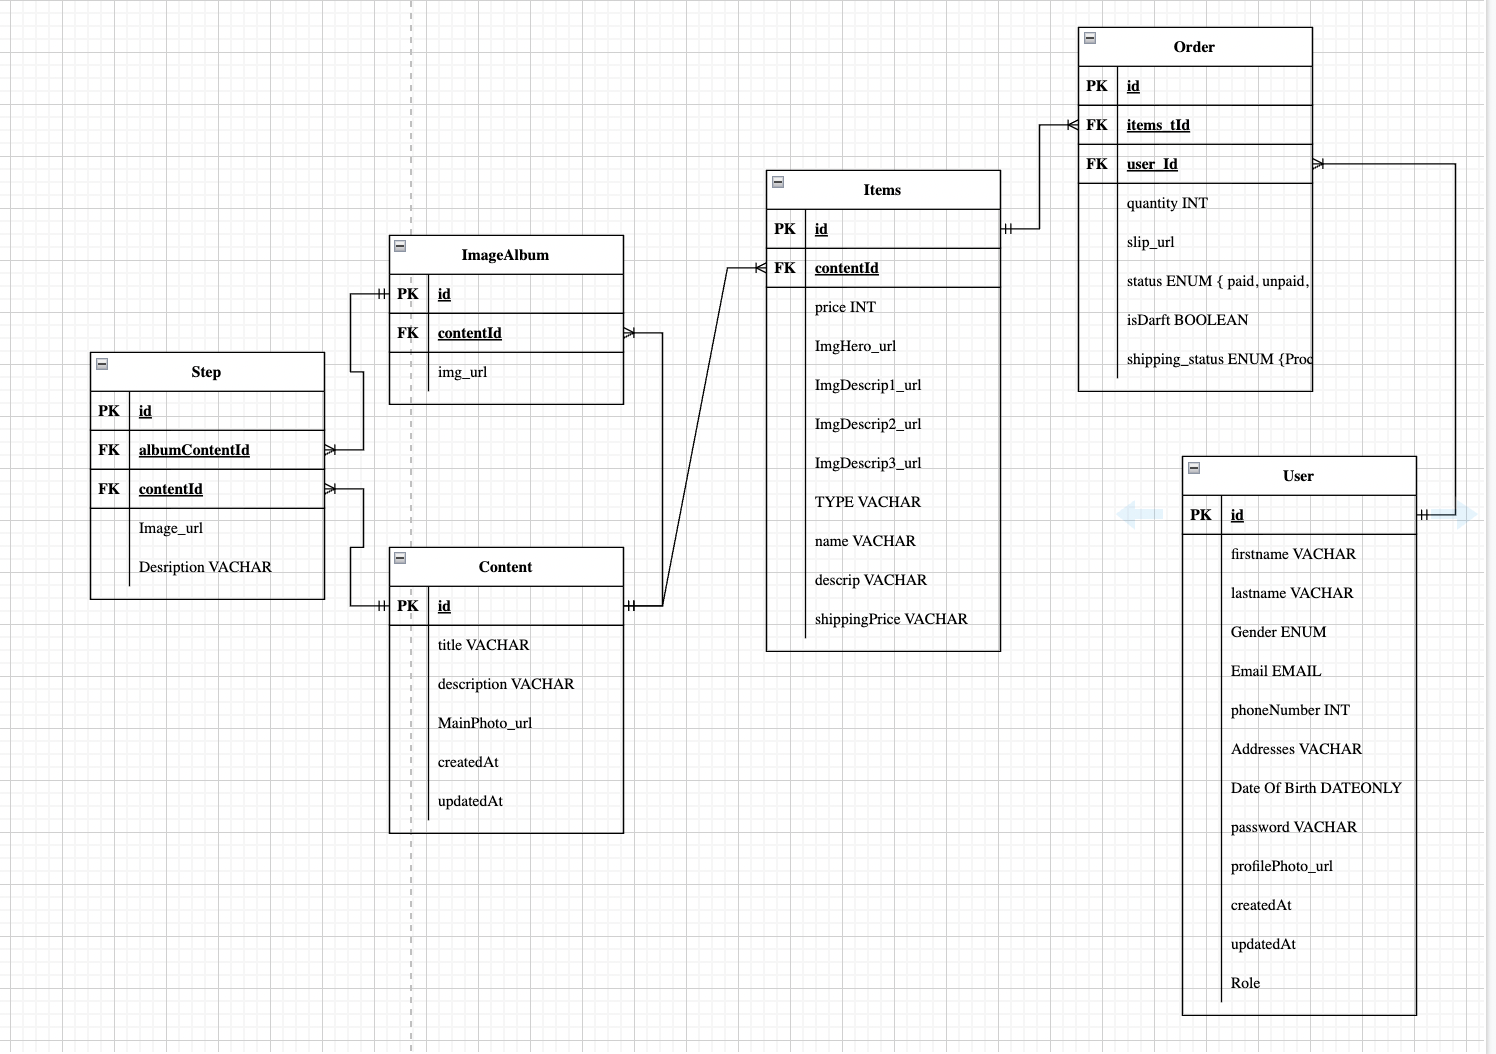 Order
PK id
FK items_tId
FK user_Id
quantity INT
slip_url
status ENUM { paid, unpaid,
isDarft BOOLEAN
shipping_status ENUM {Proc
Items
PK id
FK contentId
price INT
ImgHero_url
ImgDescrip1_url
ImgDescrip2_url
ImgDescrip3_url
TYPE VACHAR
name VACHAR
descrip VACHAR
shippingPrice VACHAR
ImageAlbum
PK id
FK contentId
img_url
Step
PK id
FK albumContentId
FK contentId
Image_url
Desription VACHAR
Content
PK id
title VACHAR
description VACHAR
MainPhoto_url
createdAt
updatedAt
User
PK id
firstname VACHAR
lastname VACHAR
Gender ENUM
Email EMAIL
phoneNumber INT
Addresses VACHAR
Date Of Birth DATEONLY
password VACHAR
profilePhoto_url
createdAt
updatedAt
Role